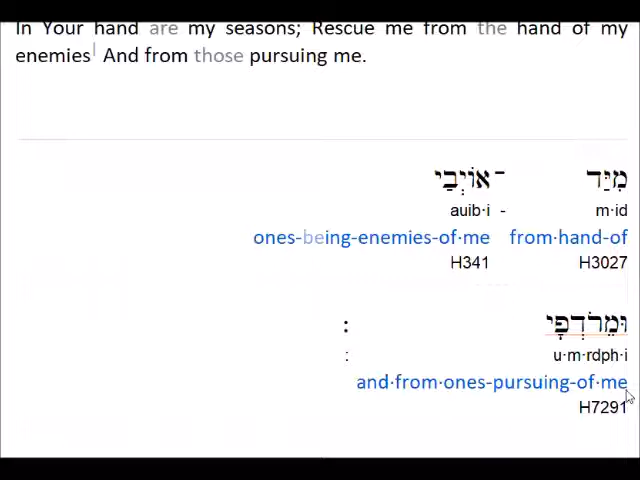 In Your hand are my seasons; Rescue me from the hand of my
enemies| And from those pursuing me.
מִיַּד ־אוֹיְבַי
m·id - auib·i
from·hand-of ones-being-enemies-of·me
H3027 H341
וּמֵרֹדְפָי :
u·m·rdph·i :
and·from·ones-pursuing-of·me
H7291